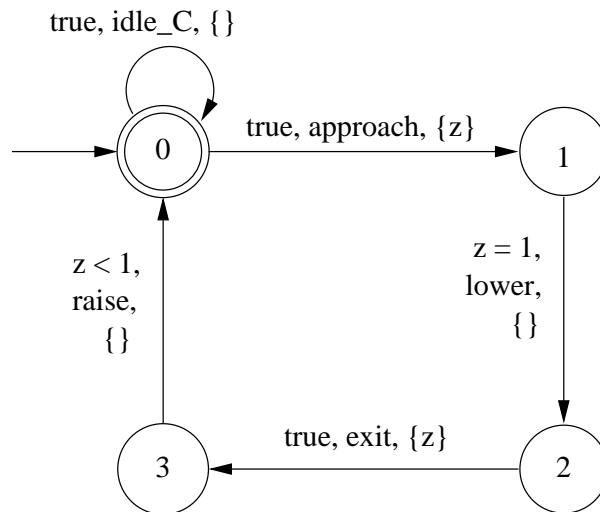 true, idle_C, {}
true, approach, {z}
0
1
z < 1,
raise,
{}
z = 1,
lower,
{}
true, exit, {z}
3
2